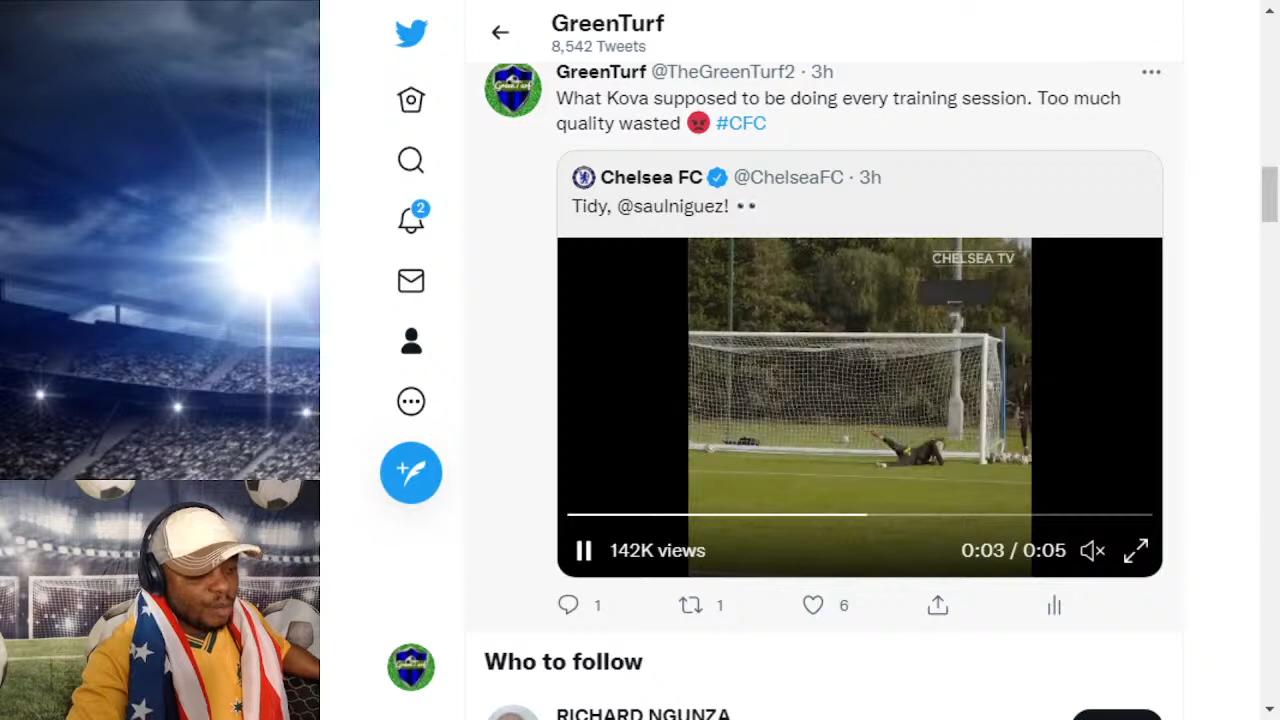 GreenTurf
8,542 Tweets
GreenTurf @TheGreenTurf2 · 3h
What Kova supposed to be doing every training session. Too much
quality wasted 😡 #CFC
Chelsea FC @ChelseaFC · 3h
Tidy, @saulniguez! 👀
CHELSEA TV
142K views
0:03 / 0:05
1
1
6
2
Who to follow
RICHARD NGUNZA